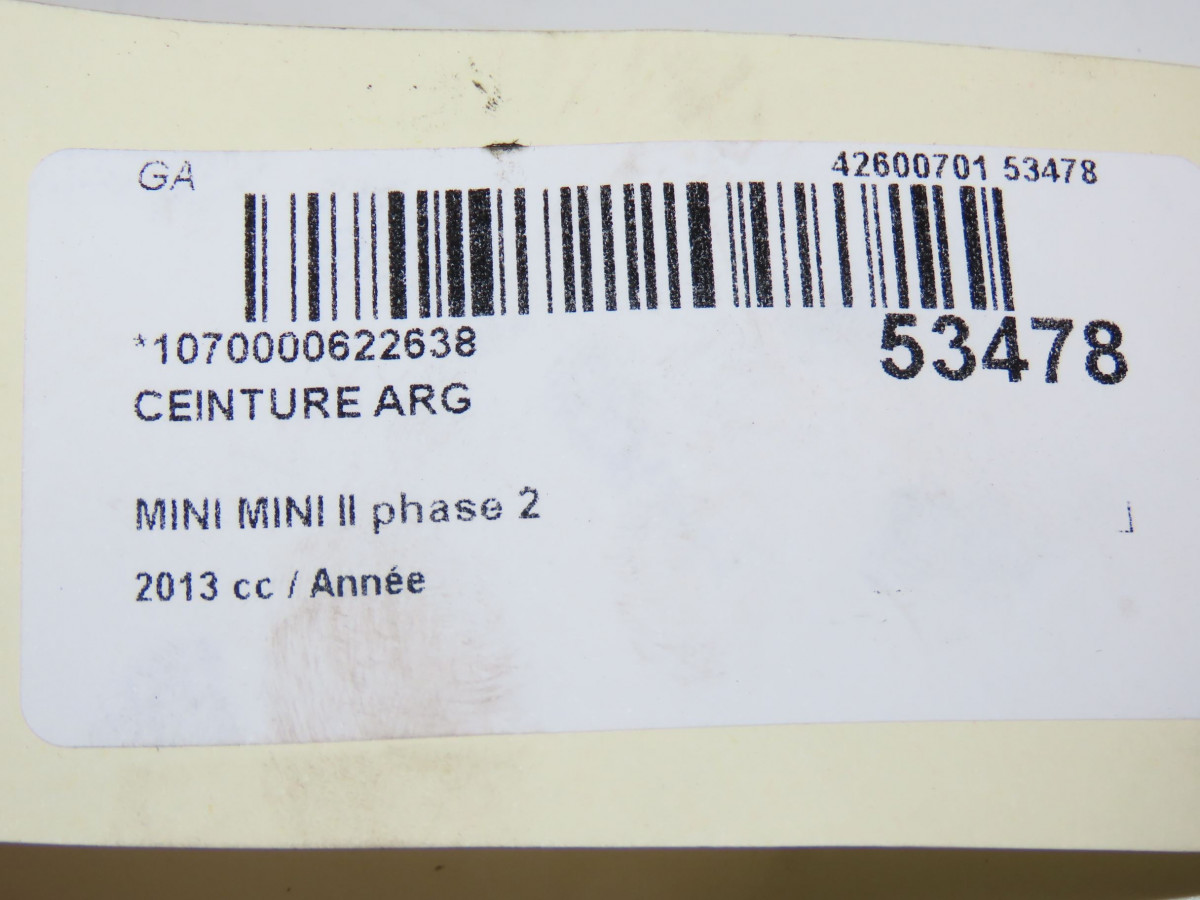 GA
42600701 53478
*1070000622638
53478
CEINTURE ARG
MINI MINI II phase 2
2013 cc / Année